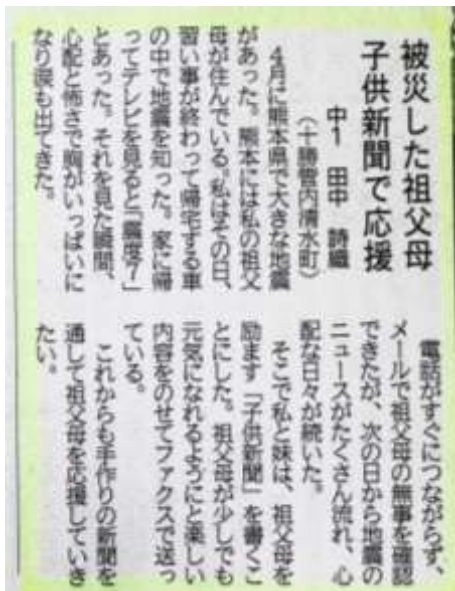 被災した祖父母
子供新聞で応援
中1　田中　詩織
（十勝管内清水町）
４月に熊本県で大きな地震
があった。熊本には私の祖父
母が住んでいる。私はその日、
習い事が終わって帰宅する車
の中で地震を知った。家に帰
ってテレビを見ると「震度７」
とあった。それを見た瞬間、
心配と怖さで胸がいっぱいに
なり涙も出てきた。
電話がすぐにつながらず、
メールで祖父母の無事を確認
できたが、次の日から地震の
ニュースがたくさん流れ、心
配な日々が続いた。
そこで私と妹は、祖父母を
励ます「子供新聞」を書くこ
とにした。祖父母が少しでも
元気になれるようにと楽しい
内容をのせてファクスで送っ
ている。
これからも手作りの新聞を
通して祖父母を応援していき
たい。